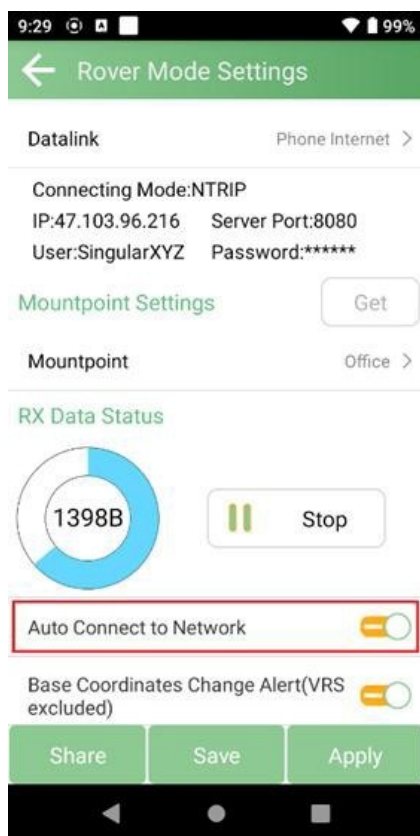 9:29 99%
Rover Mode Settings
Datalink Phone Internet >
Connecting Mode:NTRIP
IP:47.103.96.216 Server Port:8080
User:SingularXYZ Password:******
Mountpoint Settings Get
Mountpoint Office >
RX Data Status
1398B Stop
Auto Connect to Network
Base Coordinates Change Alert(VRS
excluded)
Share Save Apply